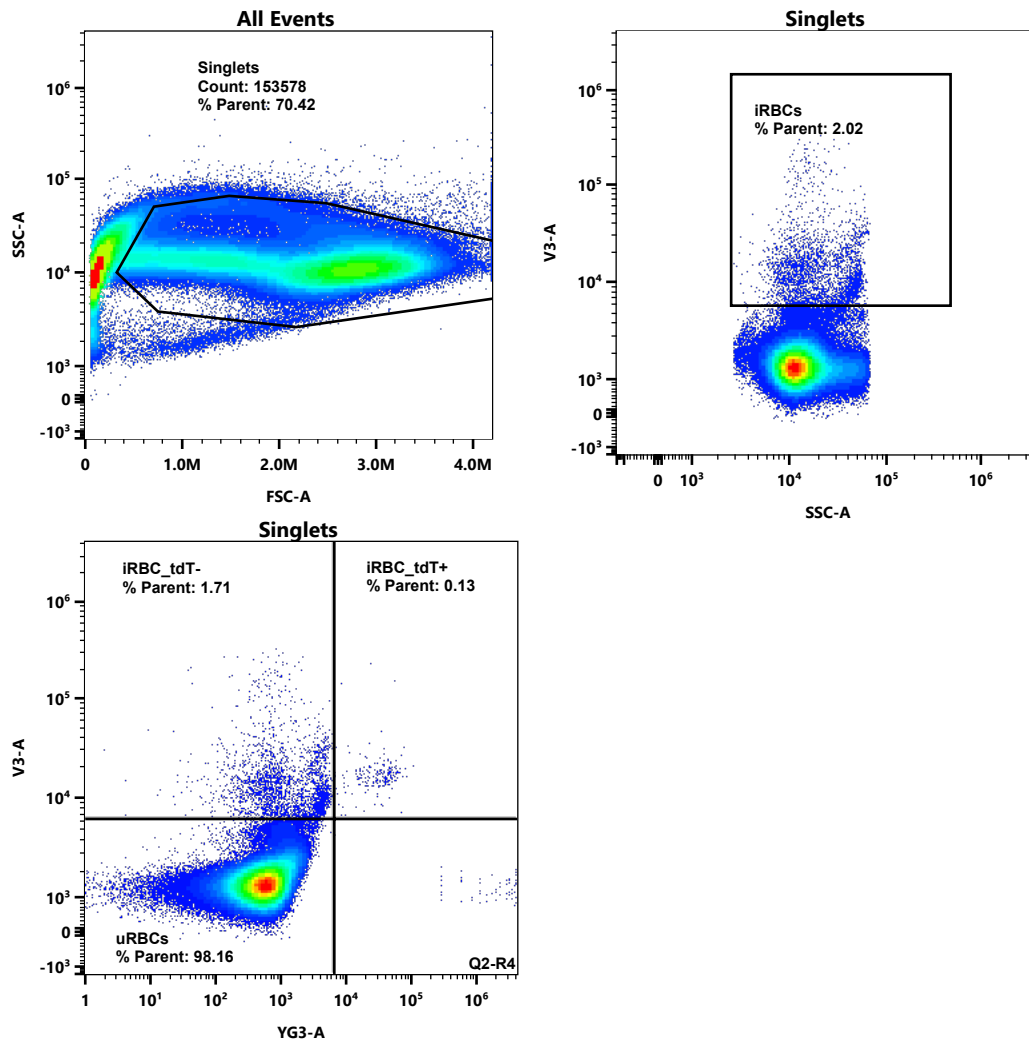 All Events
Singlets
Count: 153578
% Parent: 70.42
SSC-A
10⁶
10⁵
10⁴
10³
0
-10³
0
1.0M
2.0M
3.0M
4.0M
FSC-A
Singlets
iRBCs
% Parent: 2.02
V3-A
10⁶
10⁵
10⁴
10³
0
-10³
0
10³
10⁴
10⁵
10⁶
SSC-A
Singlets
iRBC_tdT-
% Parent: 1.71
iRBC_tdT+
% Parent: 0.13
V3-A
10⁶
10⁵
10⁴
10³
0
-10³
uRBCs
% Parent: 98.16
Q2-R4
1
10¹
10²
10³
10⁴
10⁵
10⁶
YG3-A